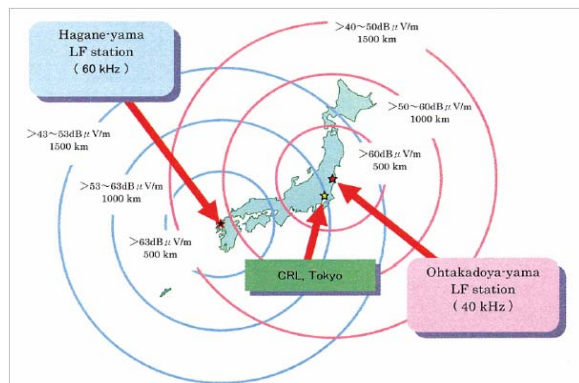 Hagane-yama
LF station
( 60 kHz )
>40～50dBμV/m
1500 km
>50～60dBμV/m
1000 km
>60dBμV/m
500 km
>43～53dBμV/m
1500 km
>53～63dBμV/m
1000 km
>63dBμV/m
500 km
CRL, Tokyo
Ohtakadoya-yama
LF station
( 40 kHz )